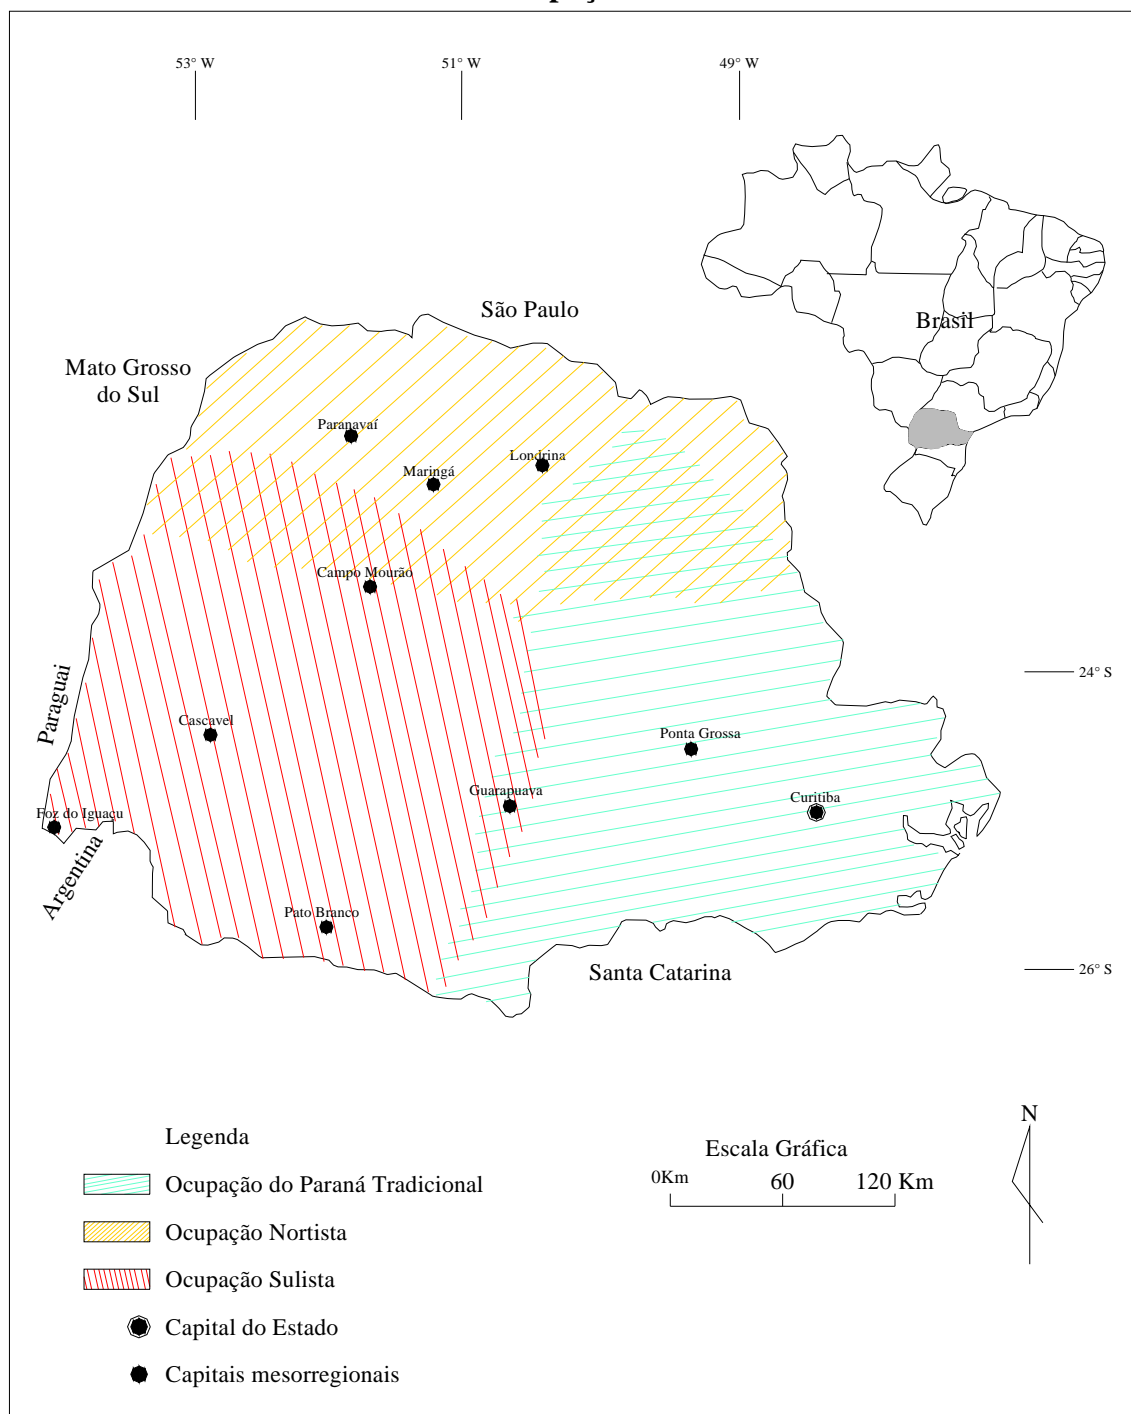 53° W
51° W
49° W
São Paulo
Brasil
Mato Grosso
do Sul
Paranavaí
Londrina
Maringá
Campo Mourão
24° S
Paraguai
Cascavel
Ponta Grossa
Guarapuava
Curitiba
Foz do Iguaçu
Argentina
Pato Branco
Santa Catarina
26° S
N
Legenda
Escala Gráfica
0Km
60
120 Km
Ocupação do Paraná Tradicional
Ocupação Nortista
Ocupação Sulista
Capital do Estado
Capitais mesorregionais